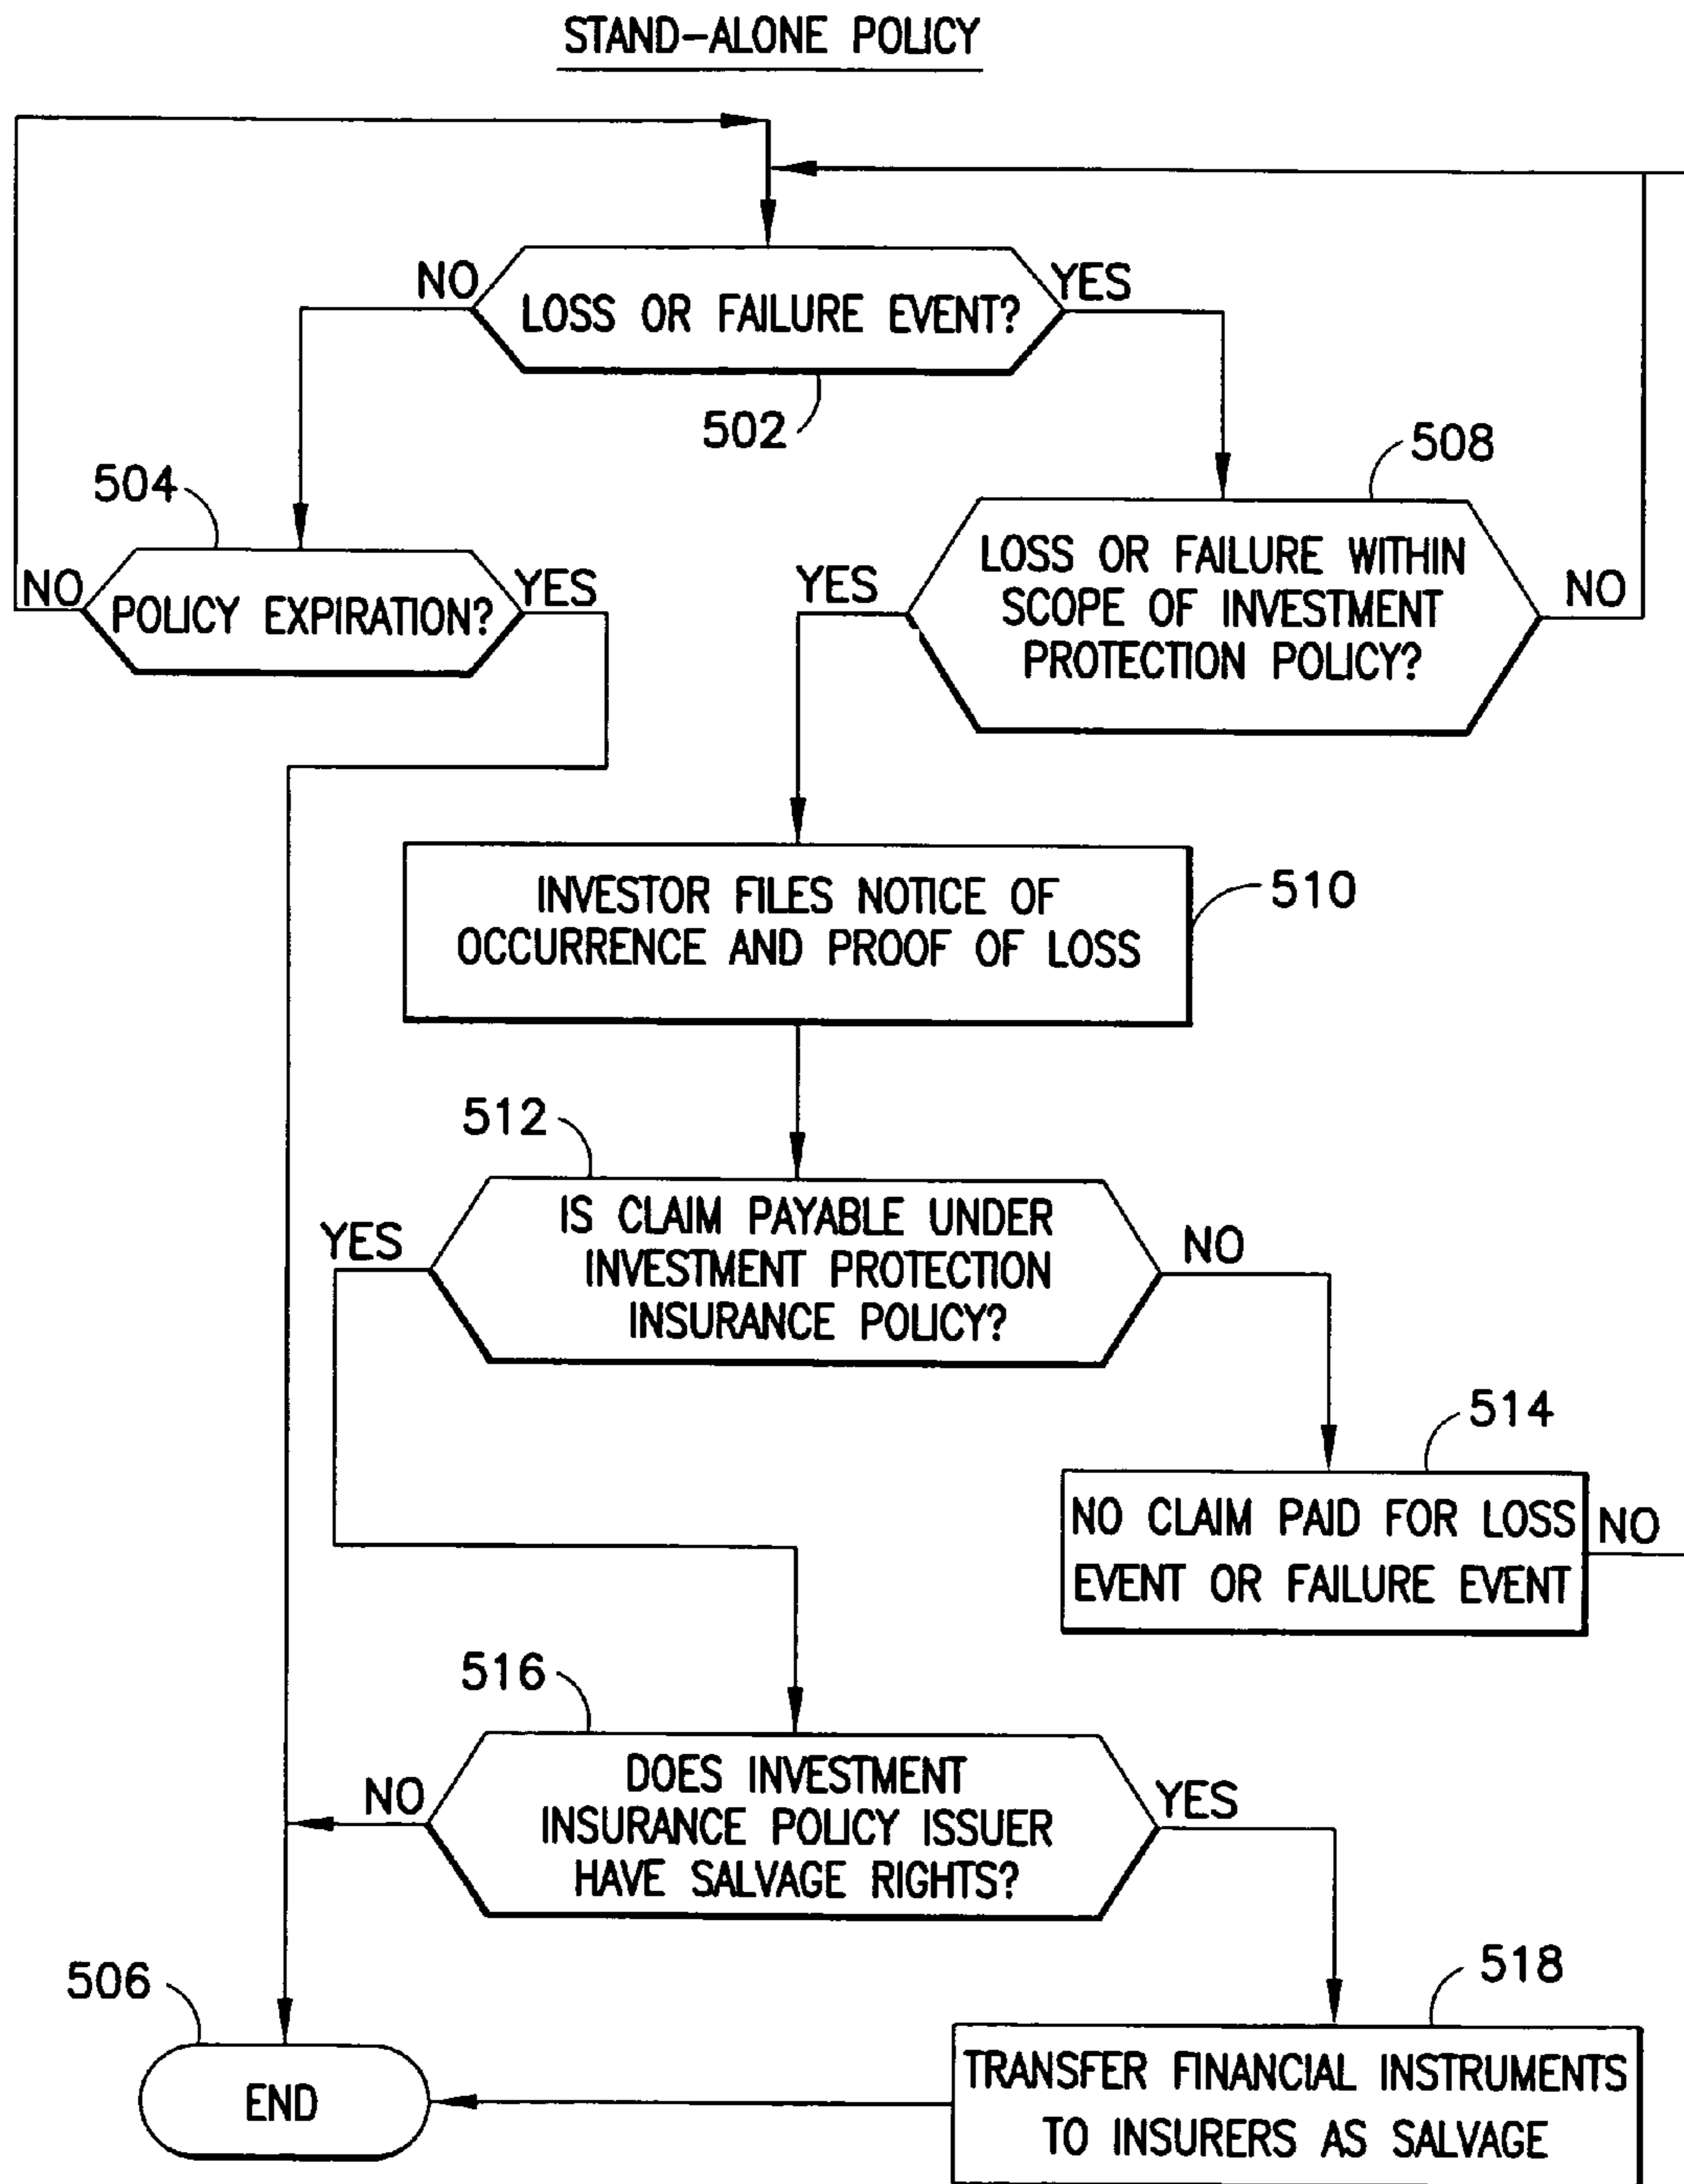 STAND-ALONE POLICY
NO
YES
LOSS OR FAILURE EVENT?
502
508
504
NO
YES
POLICY EXPIRATION?
YES
LOSS OR FAILURE WITHIN
SCOPE OF INVESTMENT
PROTECTION POLICY?
NO
INVESTOR FILES NOTICE OF
OCCURRENCE AND PROOF OF LOSS
510
512
YES
IS CLAIM PAYABLE UNDER
INVESTMENT PROTECTION
INSURANCE POLICY?
NO
514
NO CLAIM PAID FOR LOSS
EVENT OR FAILURE EVENT
NO
516
NO
DOES INVESTMENT
INSURANCE POLICY ISSUER
HAVE SALVAGE RIGHTS?
YES
506
END
518
TRANSFER FINANCIAL INSTRUMENTS
TO INSURERS AS SALVAGE